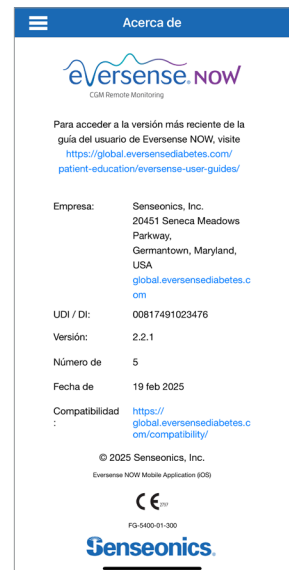 Acerca de
eversense® NOW
CGM Remote Monitoring
Para acceder a la versión más reciente de la
guía del usuario de Eversense NOW, visite
https://global.eversensediabetes.com/
patient-education/eversense-user-guides/
Empresa: Senseonics, Inc.
20451 Seneca Meadows
Parkway,
Germantown, Maryland,
USA
global.eversensediabetes.c
om
UDI / DI: 00817491023476
Versión: 2.2.1
Número de 5
Fecha de 19 feb 2025
Compatibilidad https://
: global.eversensediabetes.c
om/compatibility/
© 2025 Senseonics, Inc.
Eversense NOW Mobile Application (iOS)
CE 2797
FG-5400-01-300
Senseonics®